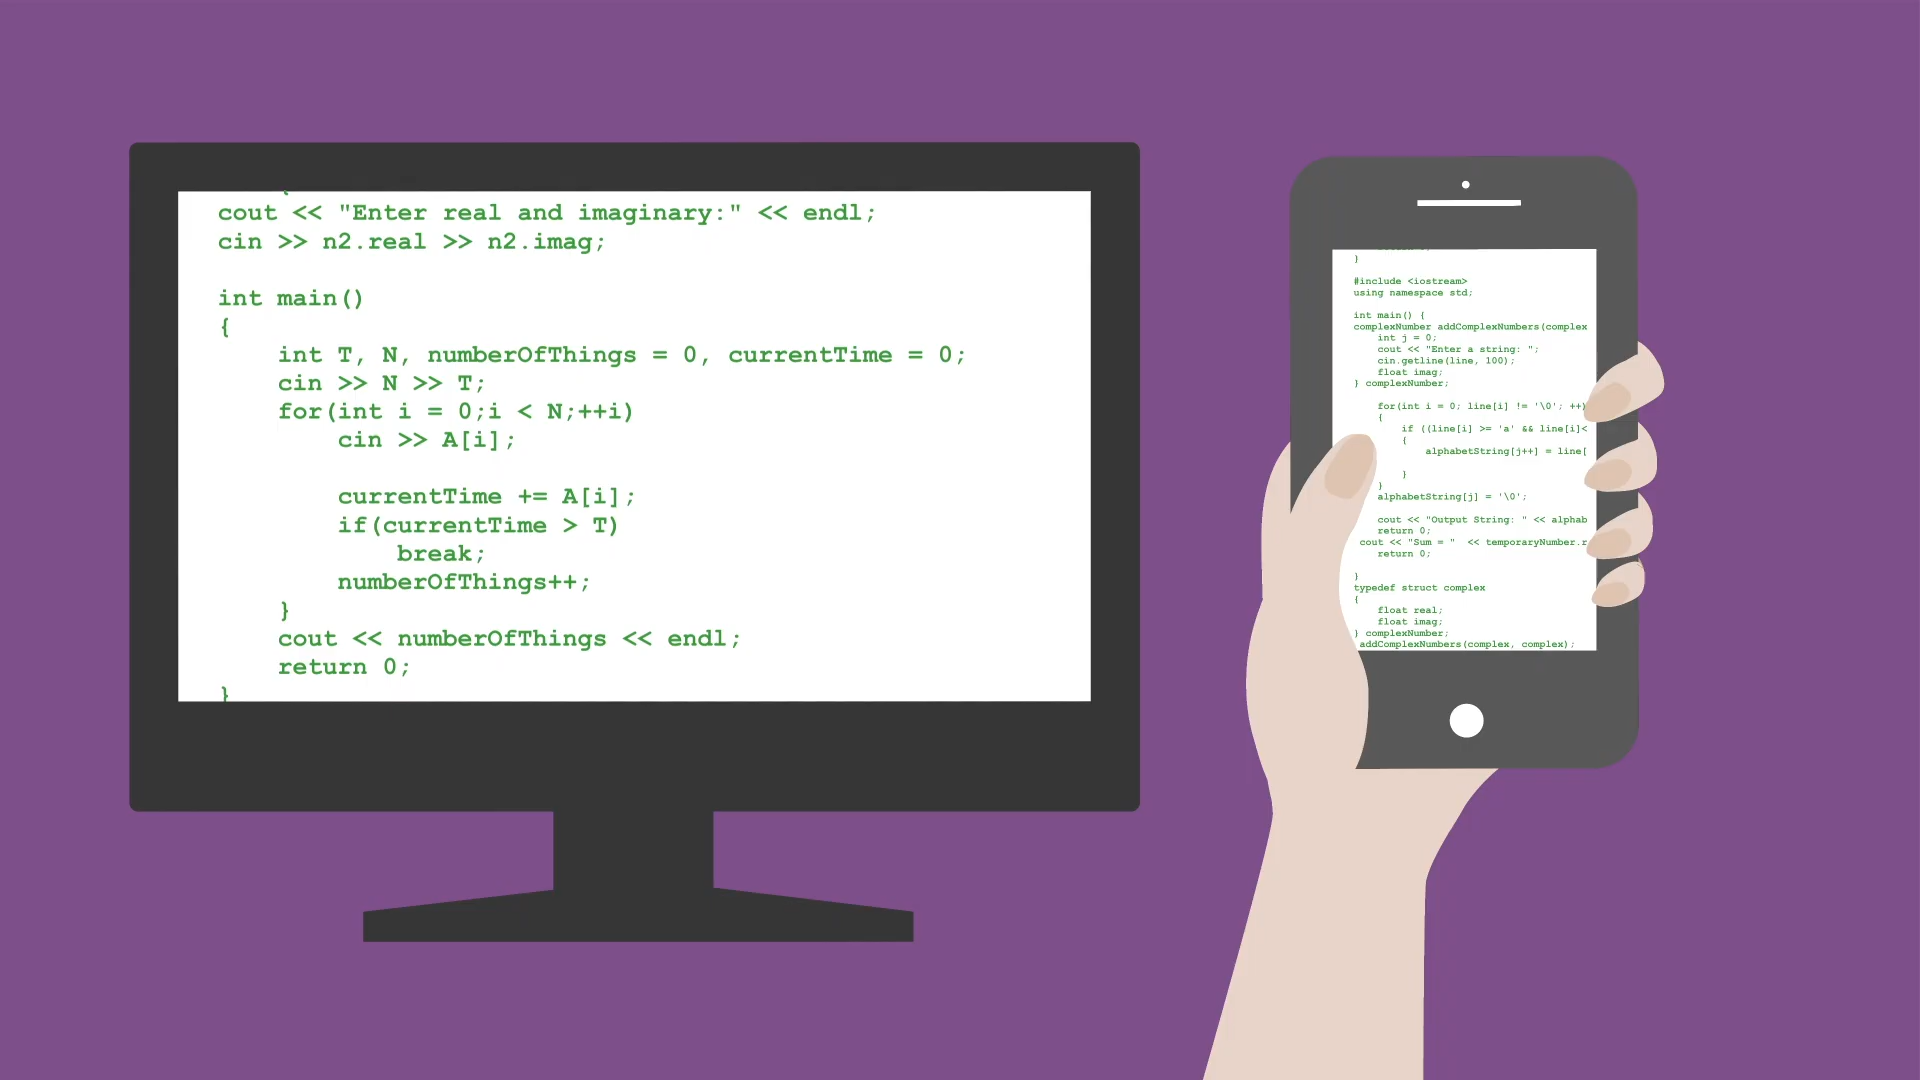 cout << "Enter real and imaginary:" << endl;
cin >> n2.real >> n2.imag;
int main()
{
int T, N, numberOfThings = 0, currentTime = 0;
cin >> N >> T;
for(int i = 0;i < N;++i)
cin >> A[i];
currentTime += A[i];
if(currentTime > T)
break;
numberOfThings++;
}
cout << numberOfThings << endl;
return 0;
}
}
#include <iostream>
using namespace std;
int main() {
complexNumber addComplexNumbers(complex
int j = 0;
cout << "Enter a string: ";
cin.getline(line, 100);
float imag;
} complexNumber;
for(int i = 0; line[i] != '\0'; ++)
{
if ((line[i] >= 'a' && line[i]<
{
alphabetString[j++] = line[
}
}
alphabetString[j] = '\0';
cout << "Output String: " << alphab
return 0;
cout << "Sum = " << temporaryNumber.r
return 0;
}
typedef struct complex
{
float real;
float imag;
} complexNumber;
addComplexNumbers(complex, complex);